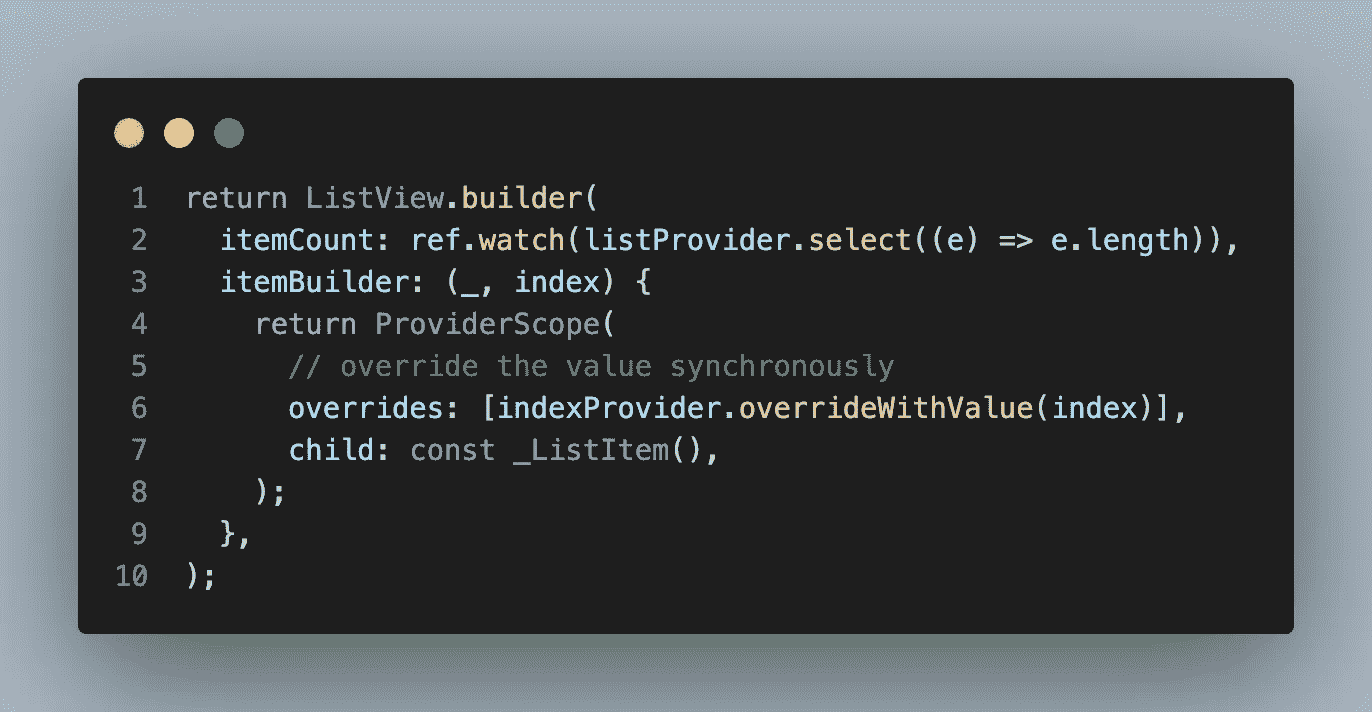 1 return ListView.builder(
2   itemCount: ref.watch(listProvider.select((e) => e.length)),
3   itemBuilder: (_, index) {
4     return ProviderScope(
5       // override the value synchronously
6       overrides: [indexProvider.overrideWithValue(index)],
7       child: const _ListItem(),
8     );
9   },
10 );